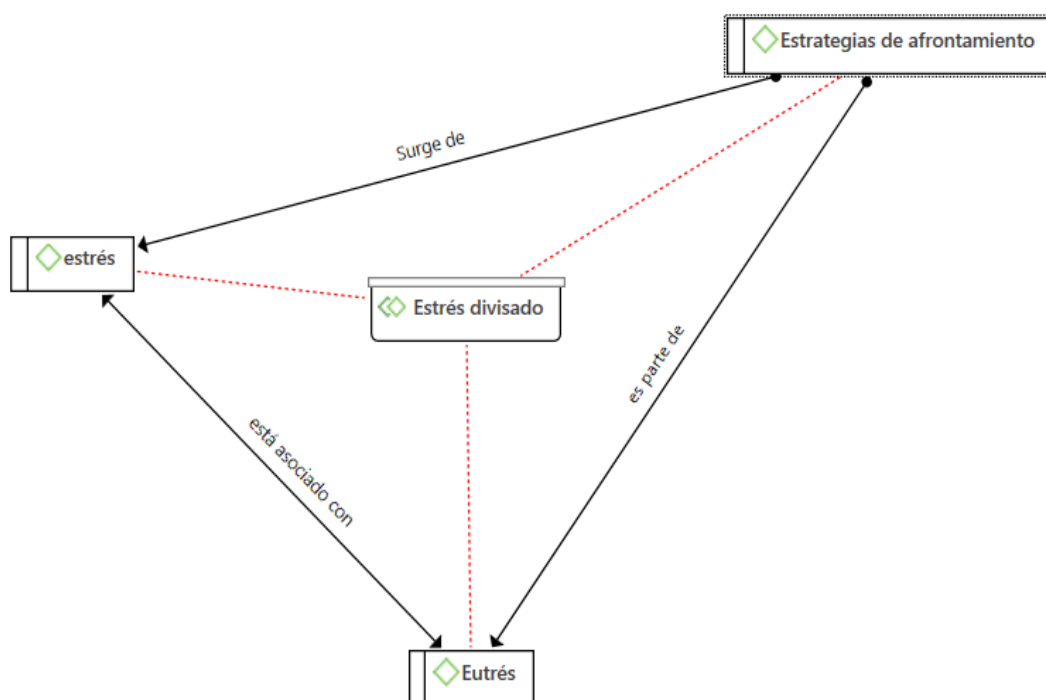 Estrategias de afrontamiento
Surge de
estrés
Estrés divisado
es parte de
está asociado con
Eutrés